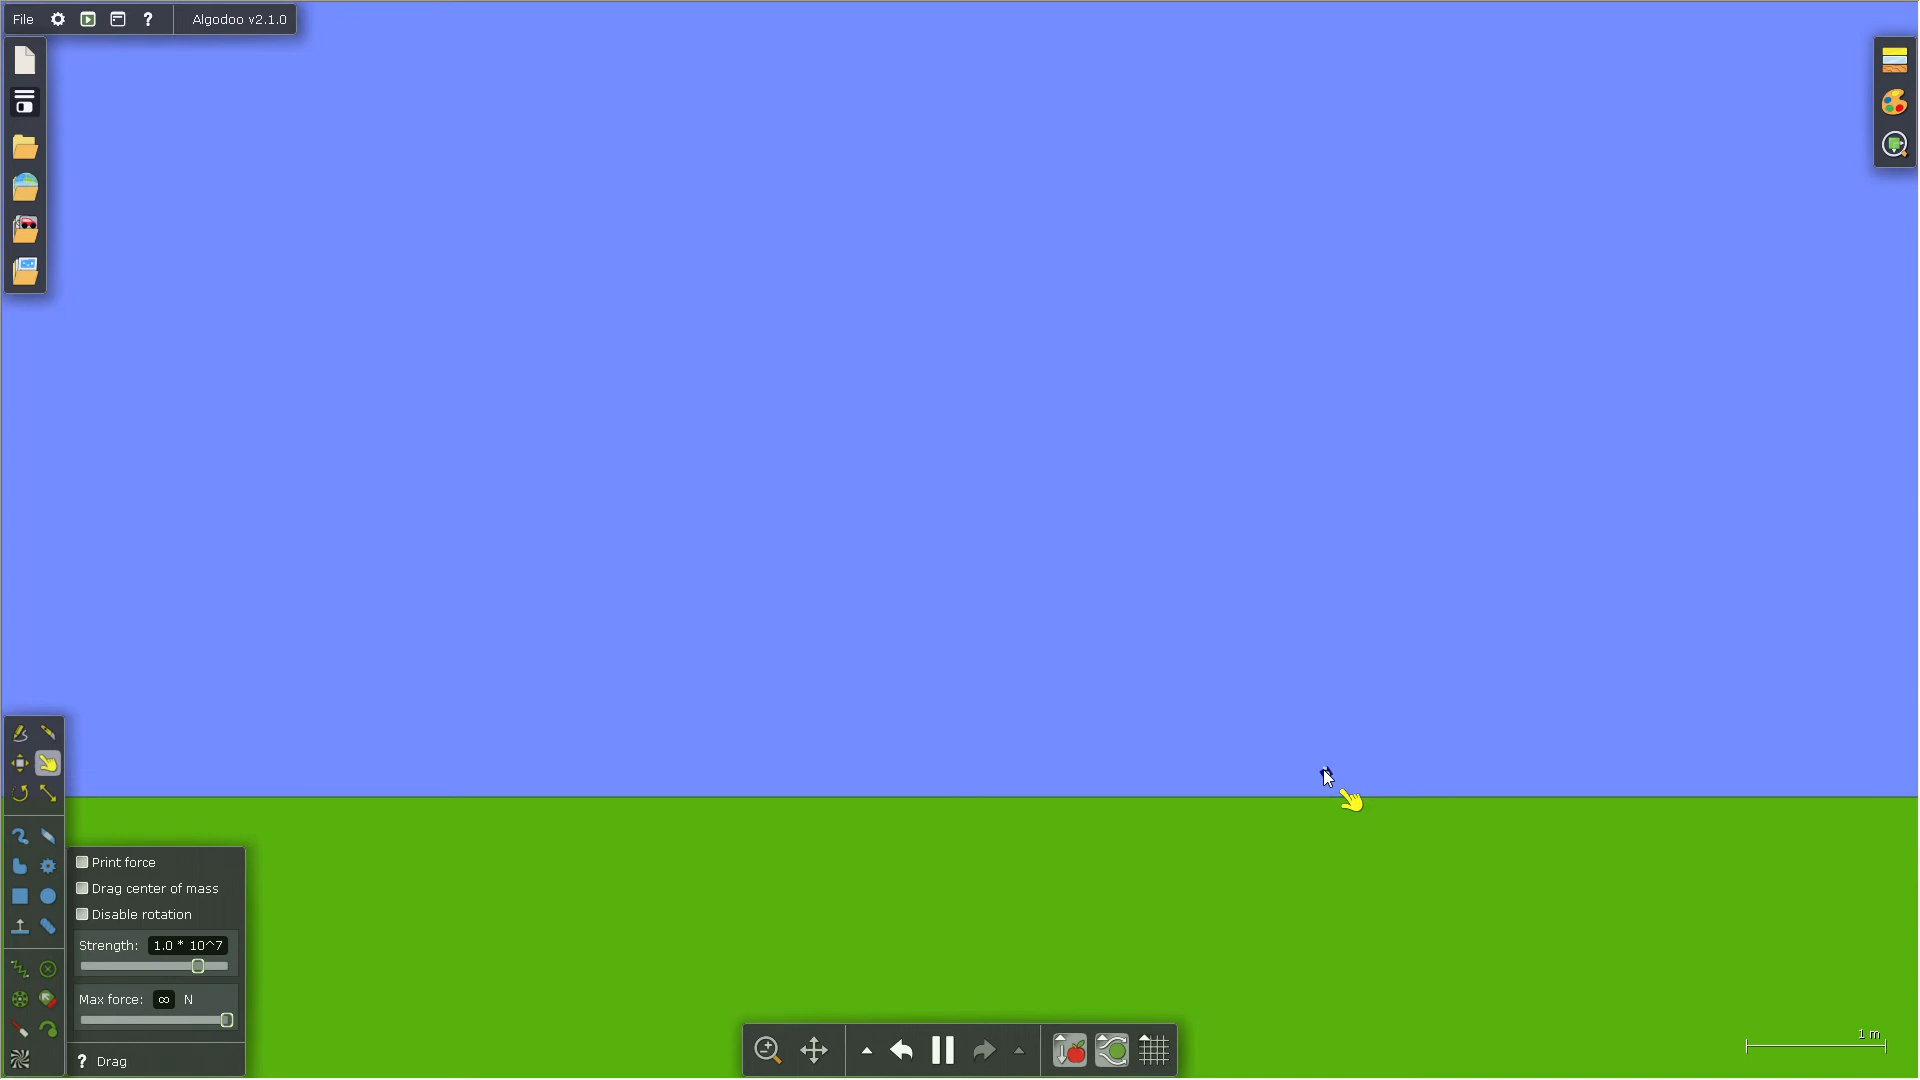 File
? Algodoo v2.1.0
Print force
Drag center of mass
Disable rotation
Strength: 1.0 * 10^7
Max force: ∞ N
? Drag
1 m